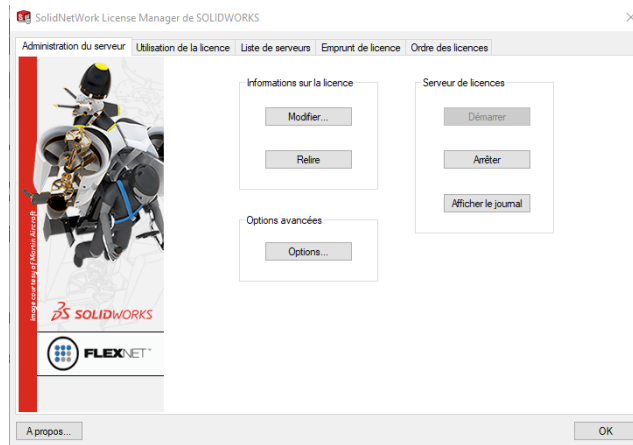 SolidNetWork License Manager de SOLIDWORKS
Administration du serveur
Utilisation de la licence
Liste de serveurs
Emprunt de licence
Ordre des licences
Informations sur la licence
Modifier...
Relire
Options avancées
Options...
Serveur de licences
Démarrer
Arrêter
Afficher le journal
Image courtesy of Martin Aircraft
SOLIDWORKS
FLEXNET
A propos...
OK